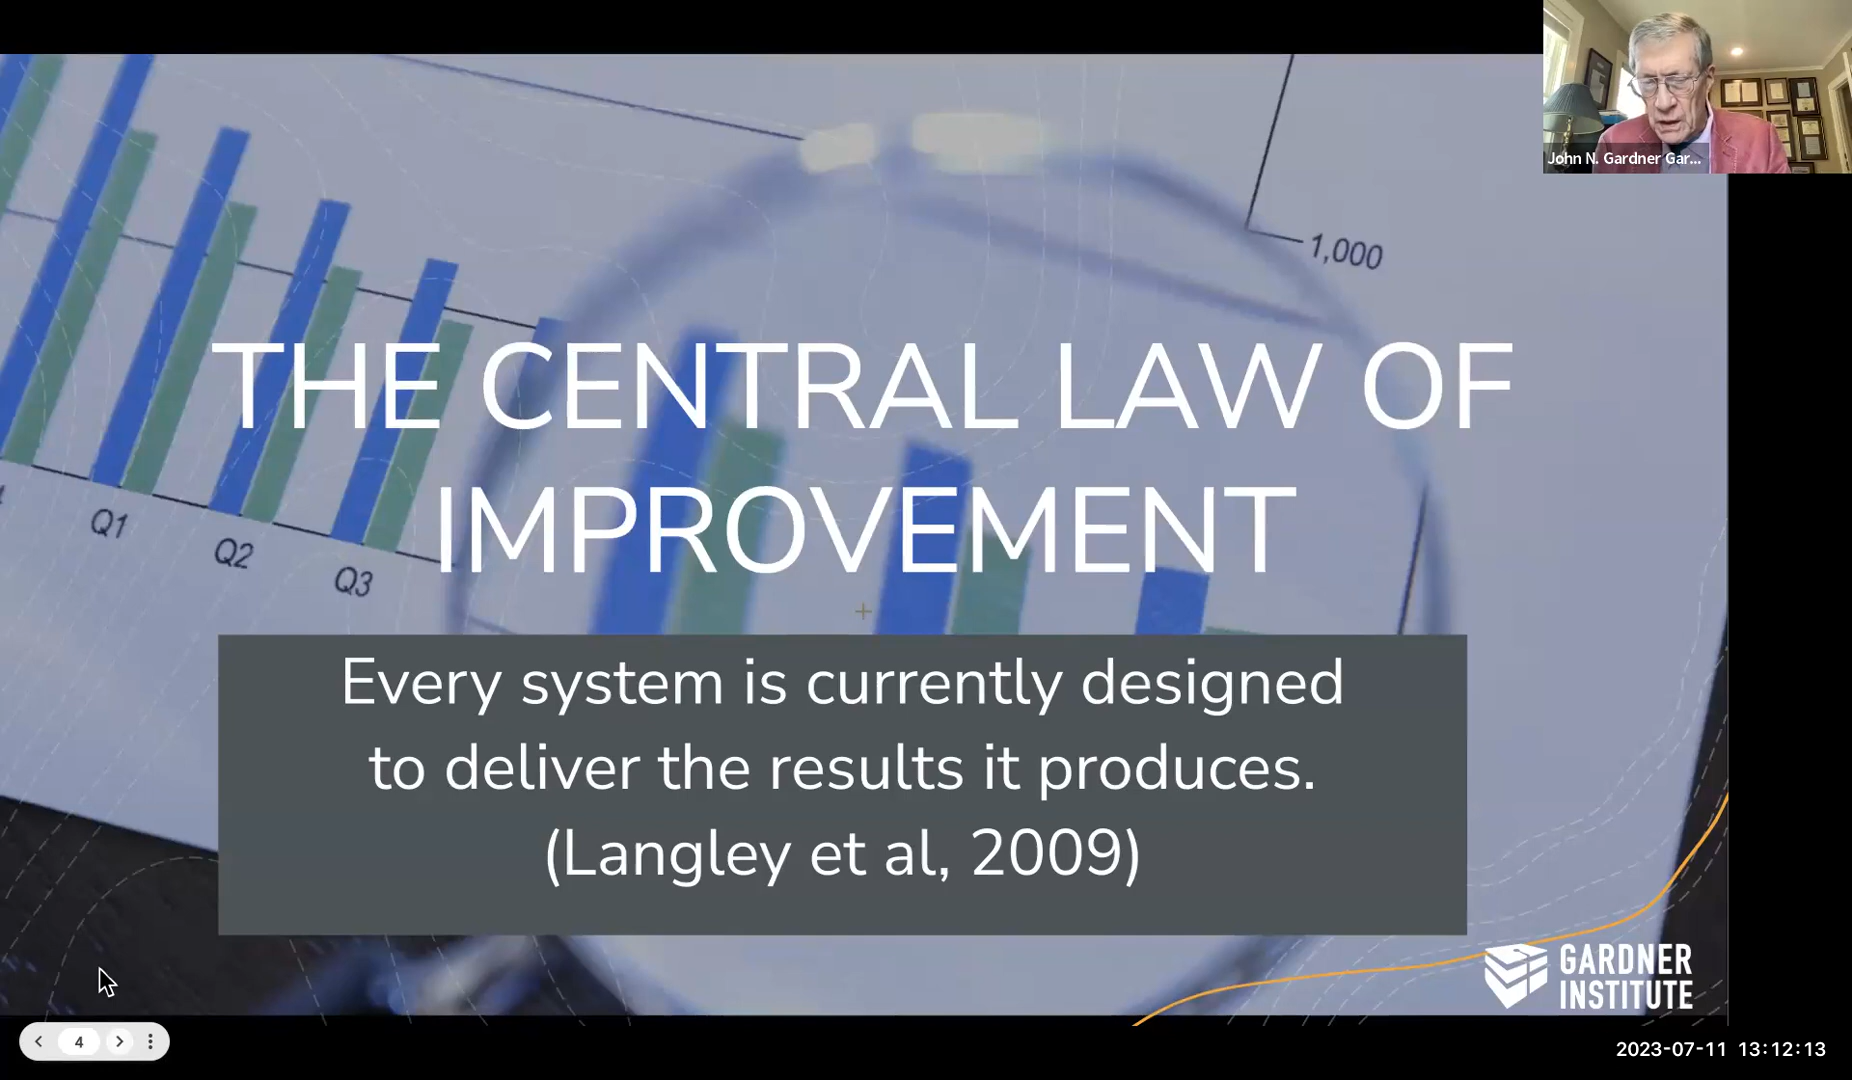 John N. Gardner Gar...
1,000
THE CENTRAL LAW OF
IMPROVEMENT
Q1
Q2
Q3
Every system is currently designed
to deliver the results it produces.
(Langley et al, 2009)
GARDNER
INSTITUTE
4
2023-07-11 13:12:13